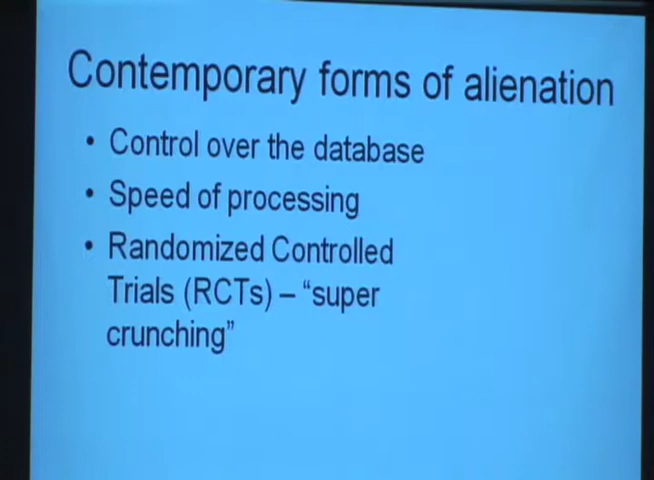 Contemporary forms of alienation
• Control over the database
• Speed of processing
• Randomized Controlled
Trials (RCTs) – “super
crunching”